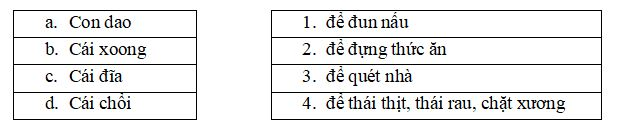 a. Con dao
b. Cái xoong
c. Cái đĩa
d. Cái chổi
1. để đun nấu
2. để đựng thức ăn
3. để quét nhà
4. để thái thịt, thái rau, chặt xương